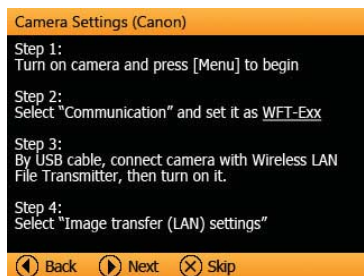 Camera Settings (Canon)
Step 1:
Turn on camera and press [Menu] to begin
Step 2:
Select "Communication" and set it as WFT-Exx
Step 3:
By USB cable, connect camera with Wireless LAN
File Transmitter, then turn on it.
Step 4:
Select "Image transfer (LAN) settings"
Back Next Skip